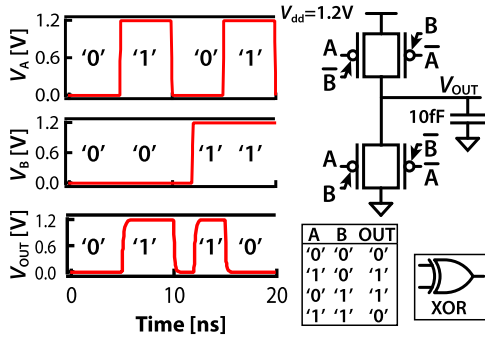 V_A [V]
1.2
0.6
0.0
'0' '1' '0' '1'
V_B [V]
1.2
0.6
0.0
'0' '0' '1' '1'
V_OUT [V]
1.2
0.6
0.0
'0' '1' '1' '0'
0 10 20
Time [ns]
V_dd=1.2V
A B̅
B A̅
V_OUT
10fF
A B
B̅ A̅
A B OUT
'0' '0' '0'
'1' '0' '1'
'0' '1' '1'
'1' '1' '0'
XOR